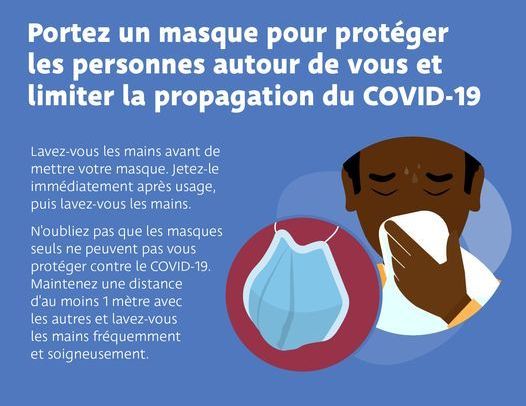 Portez un masque pour protéger
les personnes autour de vous et
limiter la propagation du COVID-19
Lavez-vous les mains avant de
mettre votre masque. Jetez-le
immédiatement après usage,
puis lavez-vous les mains.
N'oubliez pas que les masques
seuls ne peuvent pas vous
protéger contre le COVID-19.
Maintenez une distance
d'au moins 1 mètre avec
les autres et lavez-vous
les mains fréquemment
et soigneusement.